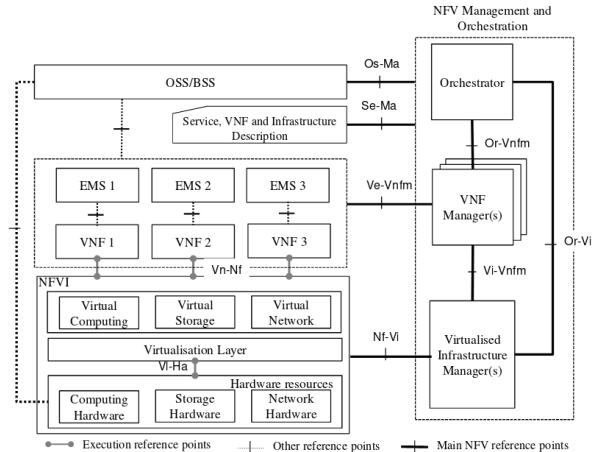 NFV Management and
Orchestration
Os-Ma
OSS/BSS
Orchestrator
Se-Ma
Service, VNF and Infrastructure
Description
Or-Vnfm
EMS 1
EMS 2
EMS 3
Ve-Vnfm
VNF
Manager(s)
VNF 1
VNF 2
VNF 3
Or-Vi
Vn-Nf
Vi-Vnfm
NFVI
Virtual
Computing
Virtual
Storage
Virtual
Network
Nf-Vi
Virtualised
Infrastructure
Manager(s)
Virtualisation Layer
Vl-Ha
Hardware resources
Computing
Hardware
Storage
Hardware
Network
Hardware
Execution reference points
Other reference points
Main NFV reference points